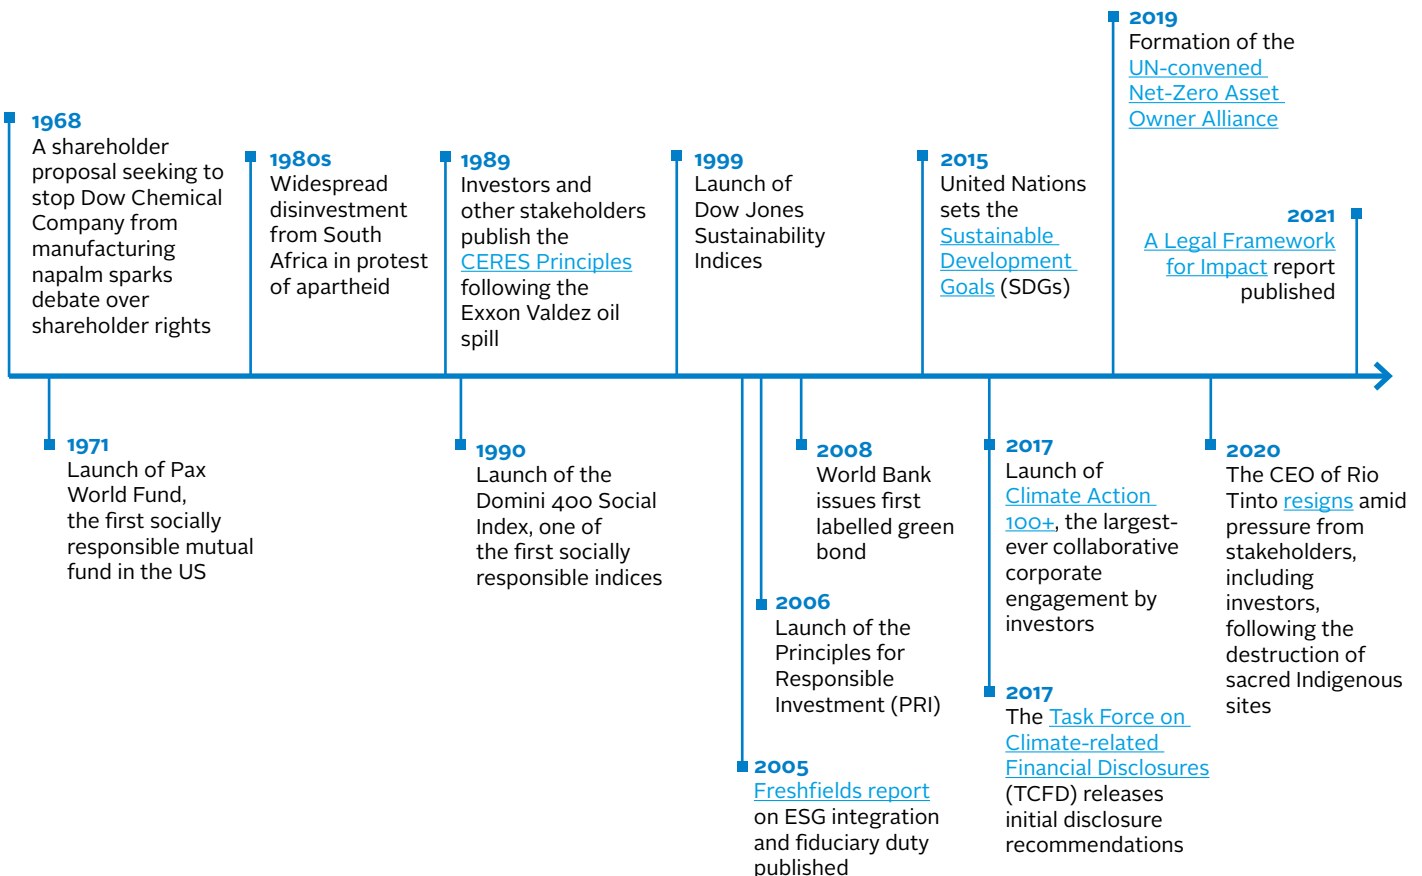 1968
A shareholder
proposal seeking to
stop Dow Chemical
Company from
manufacturing
napalm sparks
debate over
shareholder rights
1980s
Widespread
disinvestment
from South
Africa in protest
of apartheid
1989
Investors and
other stakeholders
publish the
CERES Principles
following the
Exxon Valdez oil
spill
1999
Launch of
Dow Jones
Sustainability
Indices
2015
United Nations
sets the
Sustainable
Development
Goals (SDGs)
2019
Formation of the
UN-convened
Net-Zero Asset
Owner Alliance
2021
A Legal Framework
for Impact report
published
1971
Launch of Pax
World Fund,
the first socially
responsible mutual
fund in the US
1990
Launch of the
Domini 400 Social
Index, one of
the first socially
responsible indices
2005
Freshfields report
on ESG integration
and fiduciary duty
published
2006
Launch of the
Principles for
Responsible
Investment (PRI)
2008
World Bank
issues first
labelled green
bond
2017
Launch of
Climate Action
100+, the largest-
ever collaborative
corporate
engagement by
investors
2017
The Task Force on
Climate-related
Financial Disclosures
(TCFD) releases
initial disclosure
recommendations
2020
The CEO of Rio
Tinto resigns amid
pressure from
stakeholders,
including
investors,
following the
destruction of
sacred Indigenous
sites